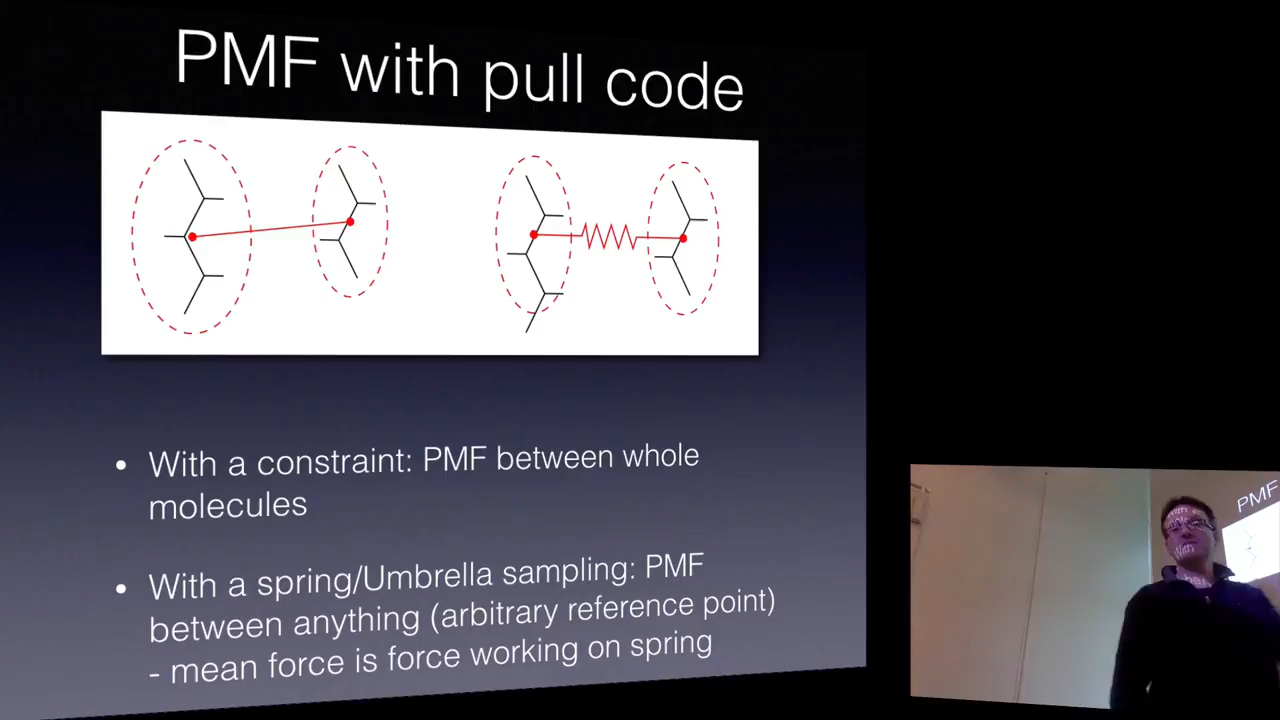 PMF with pull code
• With a constraint: PMF between whole
molecules
• With a spring/Umbrella sampling: PMF
between anything (arbitrary reference point)
- mean force is force working on spring
PMF
With